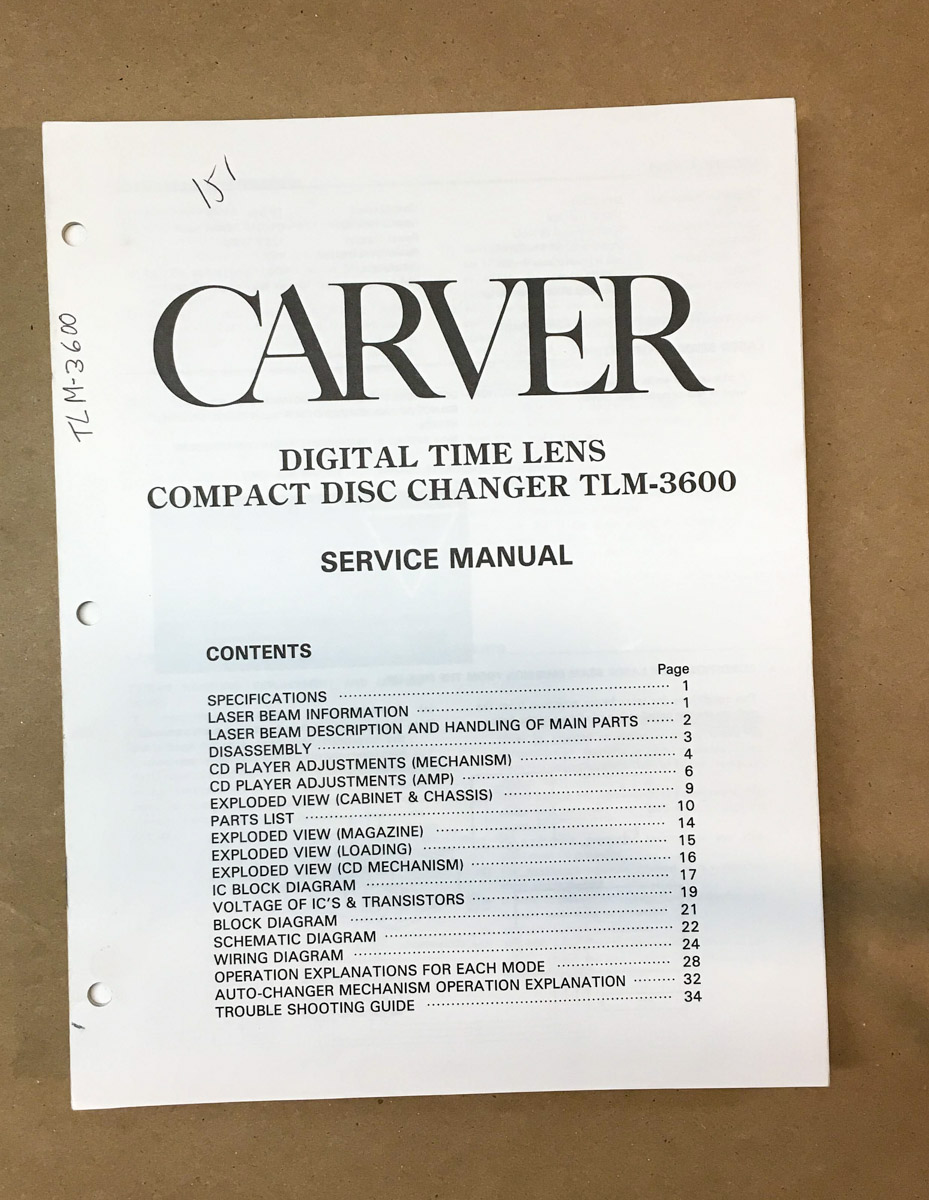 151
TLM-3600
CARVER
DIGITAL TIME LENS
COMPACT DISC CHANGER TLM-3600
SERVICE MANUAL
CONTENTS
Page
SPECIFICATIONS ........ 1
LASER BEAM INFORMATION ........ 1
LASER BEAM DESCRIPTION AND HANDLING OF MAIN PARTS ........ 2
DISASSEMBLY ........ 3
CD PLAYER ADJUSTMENTS (MECHANISM) ........ 4
CD PLAYER ADJUSTMENTS (AMP) ........ 6
EXPLODED VIEW (CABINET & CHASSIS) ........ 9
PARTS LIST ........ 10
EXPLODED VIEW (MAGAZINE) ........ 14
EXPLODED VIEW (LOADING) ........ 15
EXPLODED VIEW (CD MECHANISM) ........ 16
IC BLOCK DIAGRAM ........ 17
VOLTAGE OF IC'S & TRANSISTORS ........ 19
BLOCK DIAGRAM ........ 21
SCHEMATIC DIAGRAM ........ 22
WIRING DIAGRAM ........ 24
OPERATION EXPLANATIONS FOR EACH MODE ........ 28
AUTO-CHANGER MECHANISM OPERATION EXPLANATION ........ 32
TROUBLE SHOOTING GUIDE ........ 34